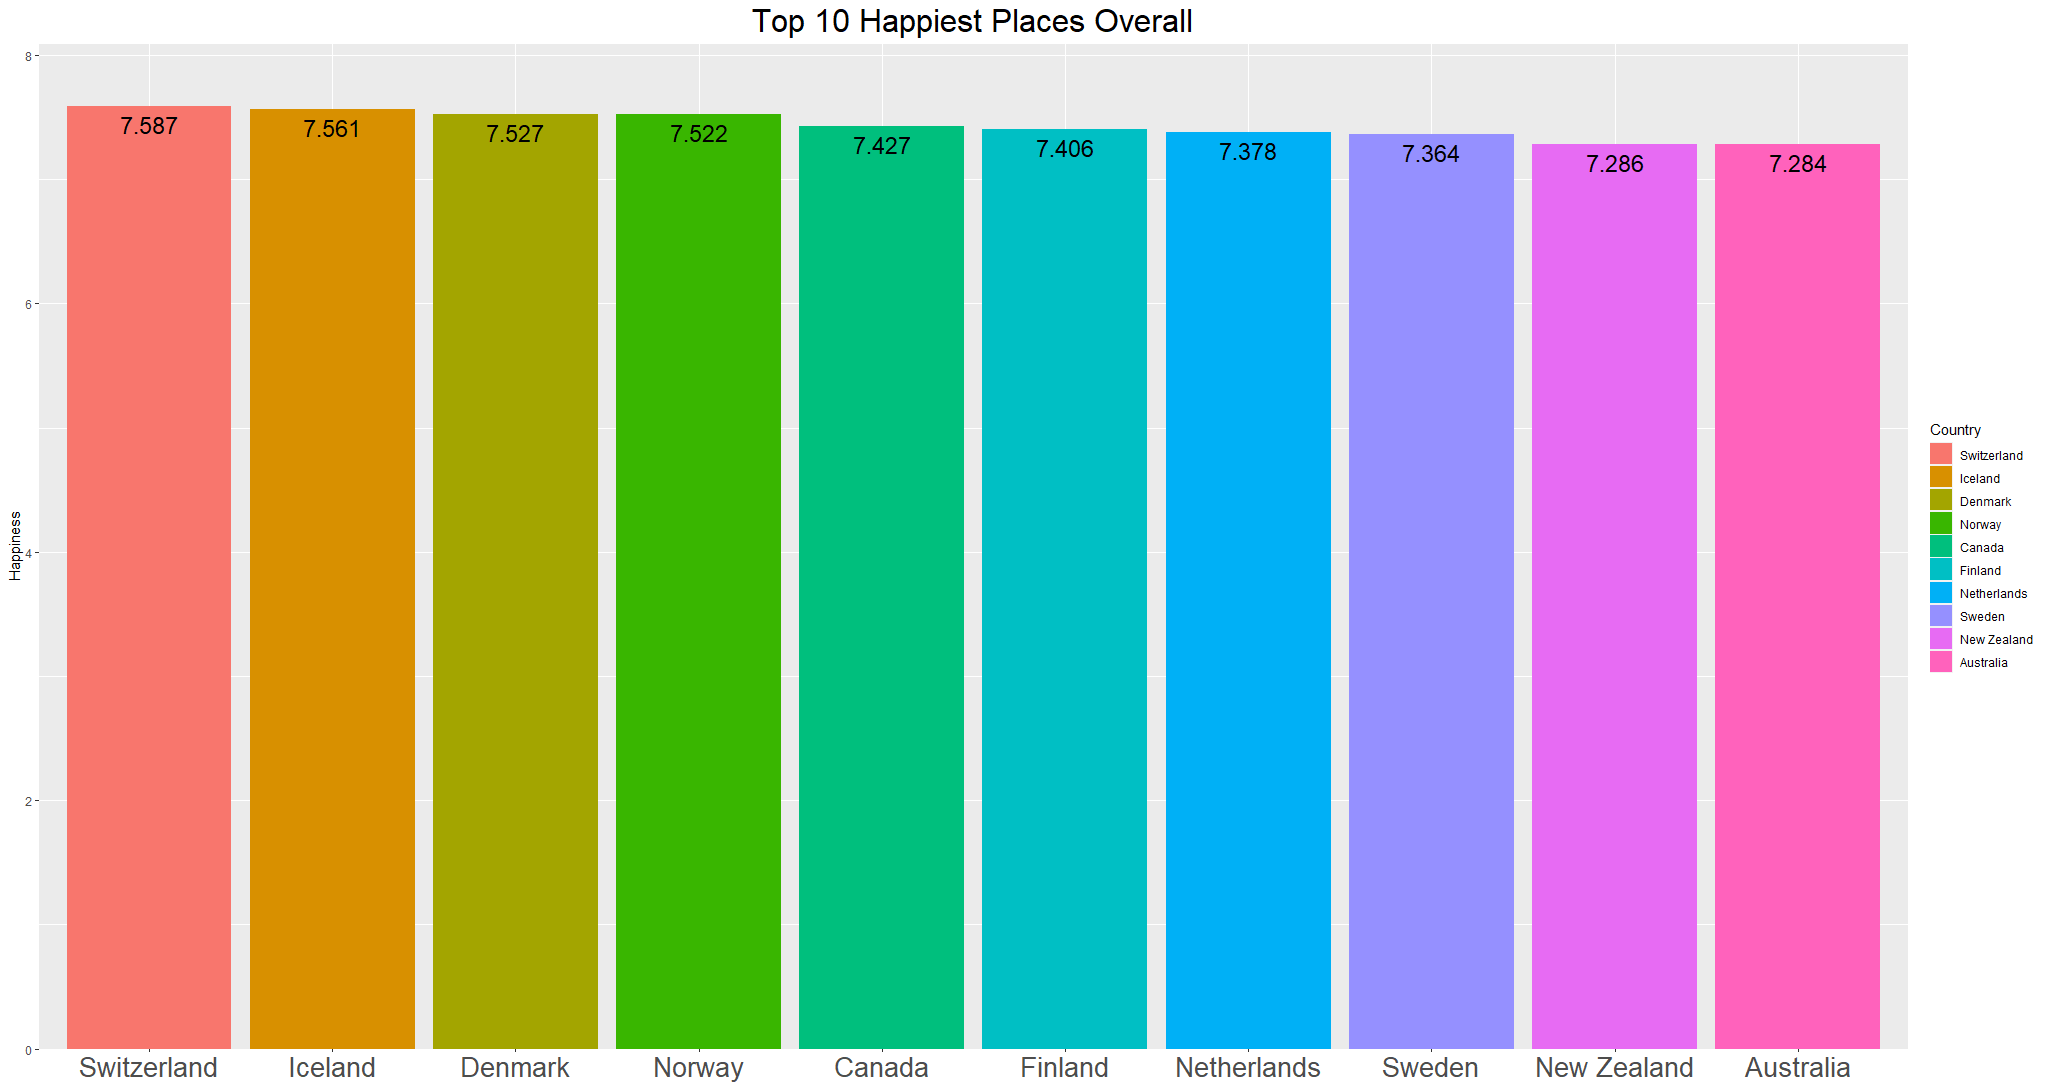 Top 10 Happiest Places Overall
8
6
4
2
0
Happiness
7.587 7.561 7.527 7.522 7.427 7.406 7.378 7.364 7.286 7.284
Switzerland Iceland Denmark Norway Canada Finland Netherlands Sweden New Zealand Australia
Country
Switzerland
Iceland
Denmark
Norway
Canada
Finland
Netherlands
Sweden
New Zealand
Australia